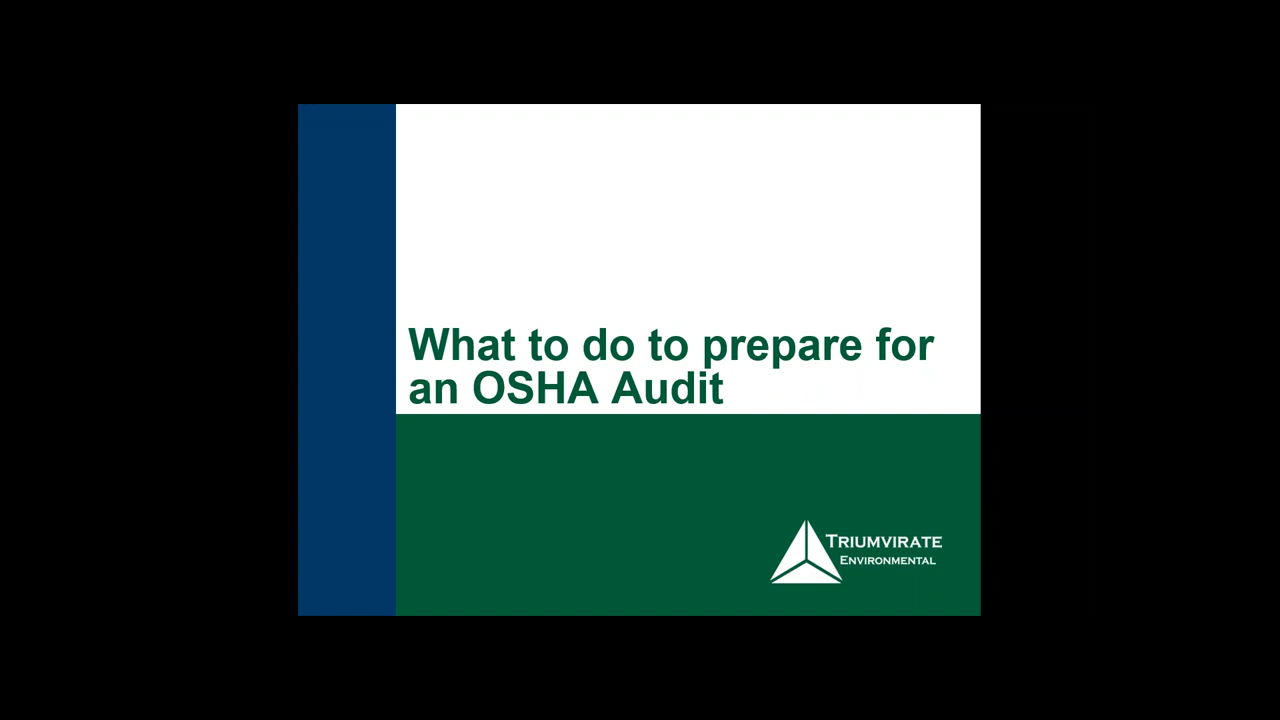 What to do to prepare for
an OSHA Audit
TRIUMVIRATE
ENVIRONMENTAL